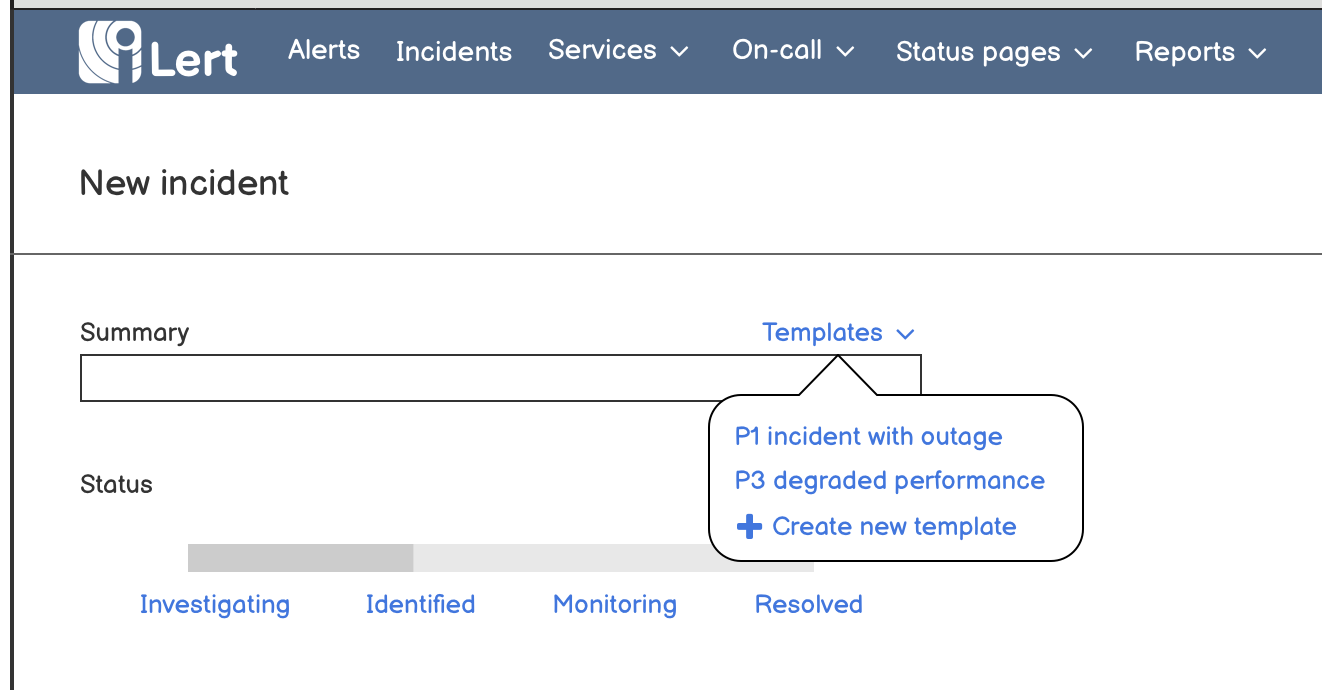 iLert Alerts Incidents Services On-call Status pages Reports
New incident
Summary Templates
P1 incident with outage
P3 degraded performance
Status
Create new template
Investigating Identified Monitoring Resolved